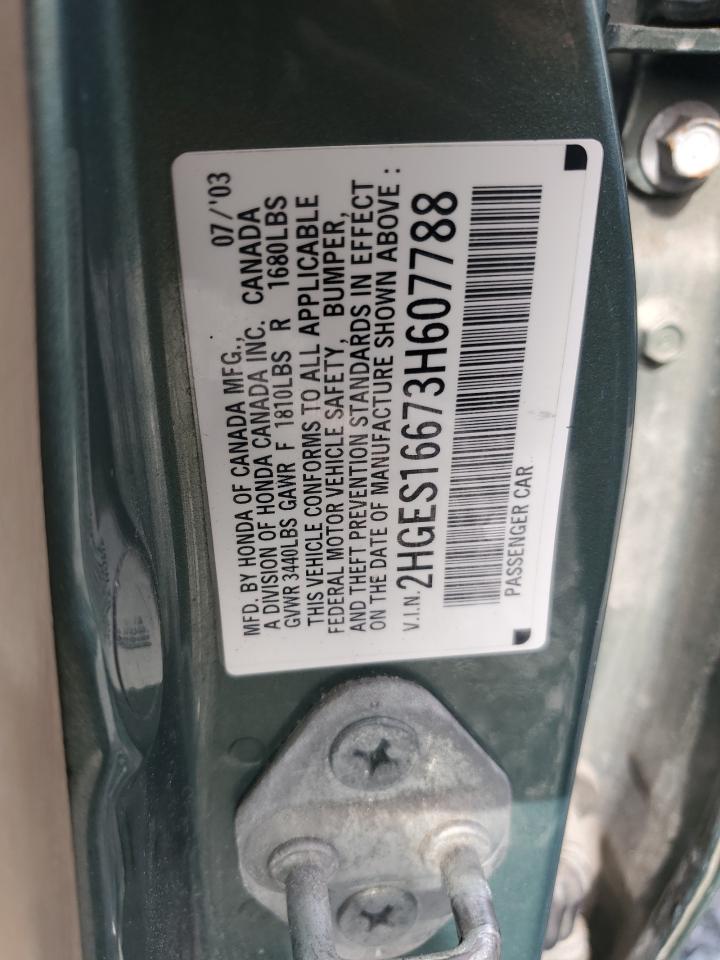 MFD. BY HONDA OF CANADA MFG., 07/'03
A DIVISION OF HONDA CANADA INC. CANADA
GVWR 3440LBS GAWR F 1810LBS R 1680LBS
THIS VEHICLE CONFORMS TO ALL APPLICABLE
FEDERAL MOTOR VEHICLE SAFETY, BUMPER,
AND THEFT PREVENTION STANDARDS IN EFFECT
ON THE DATE OF MANUFACTURE SHOWN ABOVE :
V.I.N. 2HGES16673H607788
PASSENGER CAR